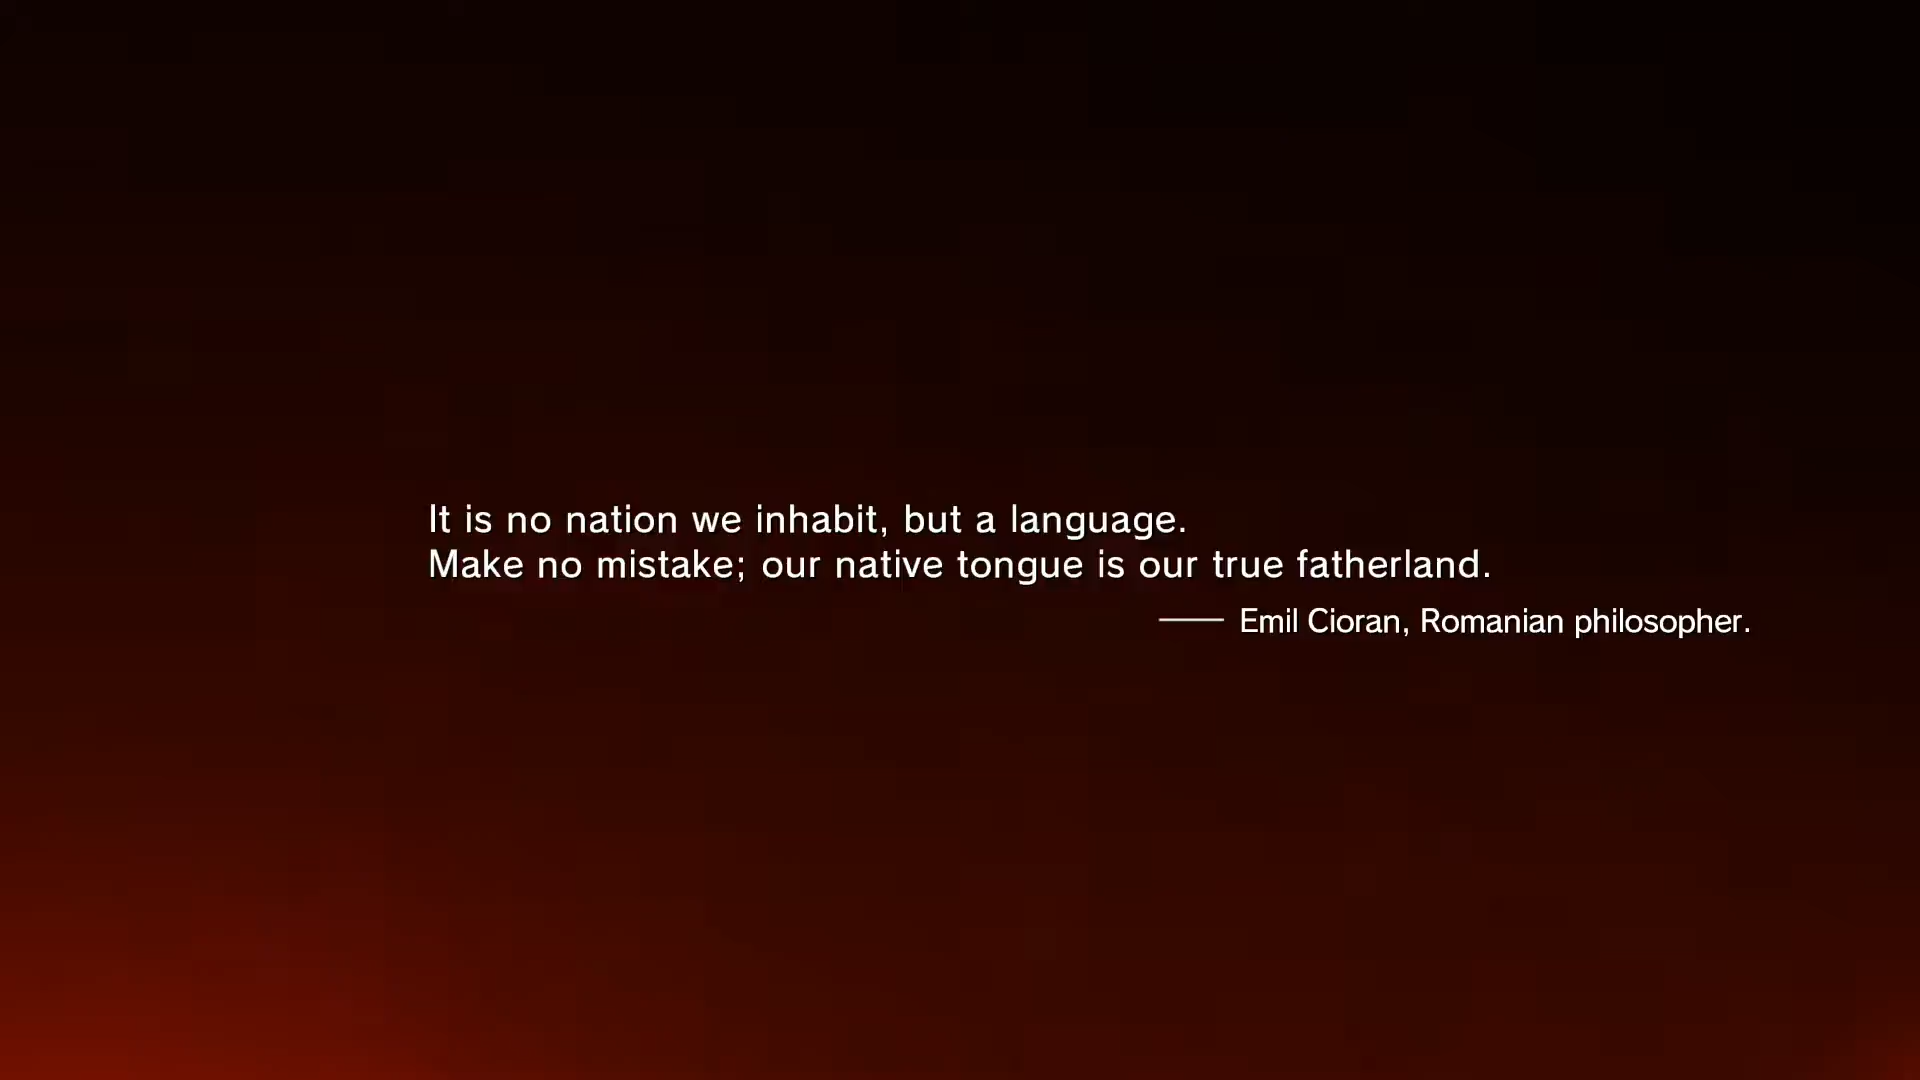 It is no nation we inhabit, but a language.
Make no mistake; our native tongue is our true fatherland.
—— Emil Cioran, Romanian philosopher.